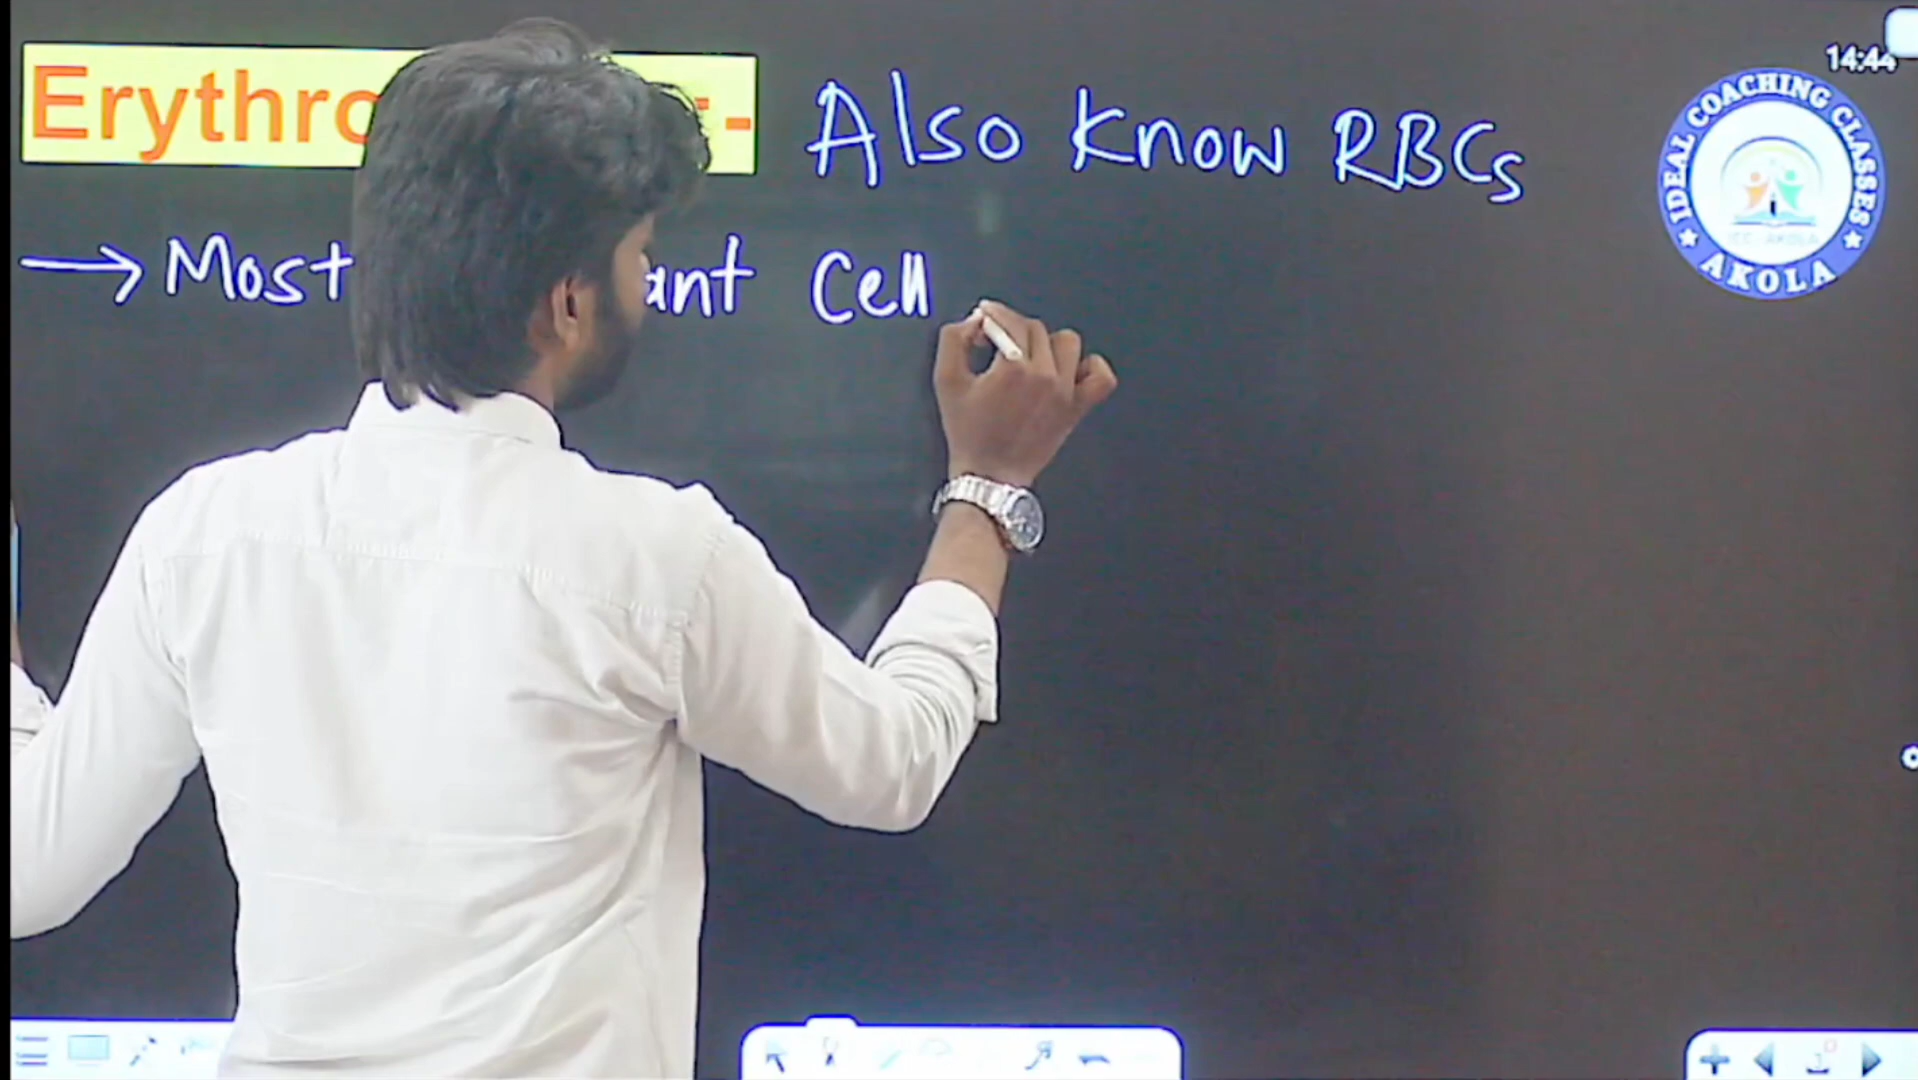 14:44
Erythro -
Also Know RBCs
→ Most ant Cell
IDEAL COACHING CLASSES
AKOLA